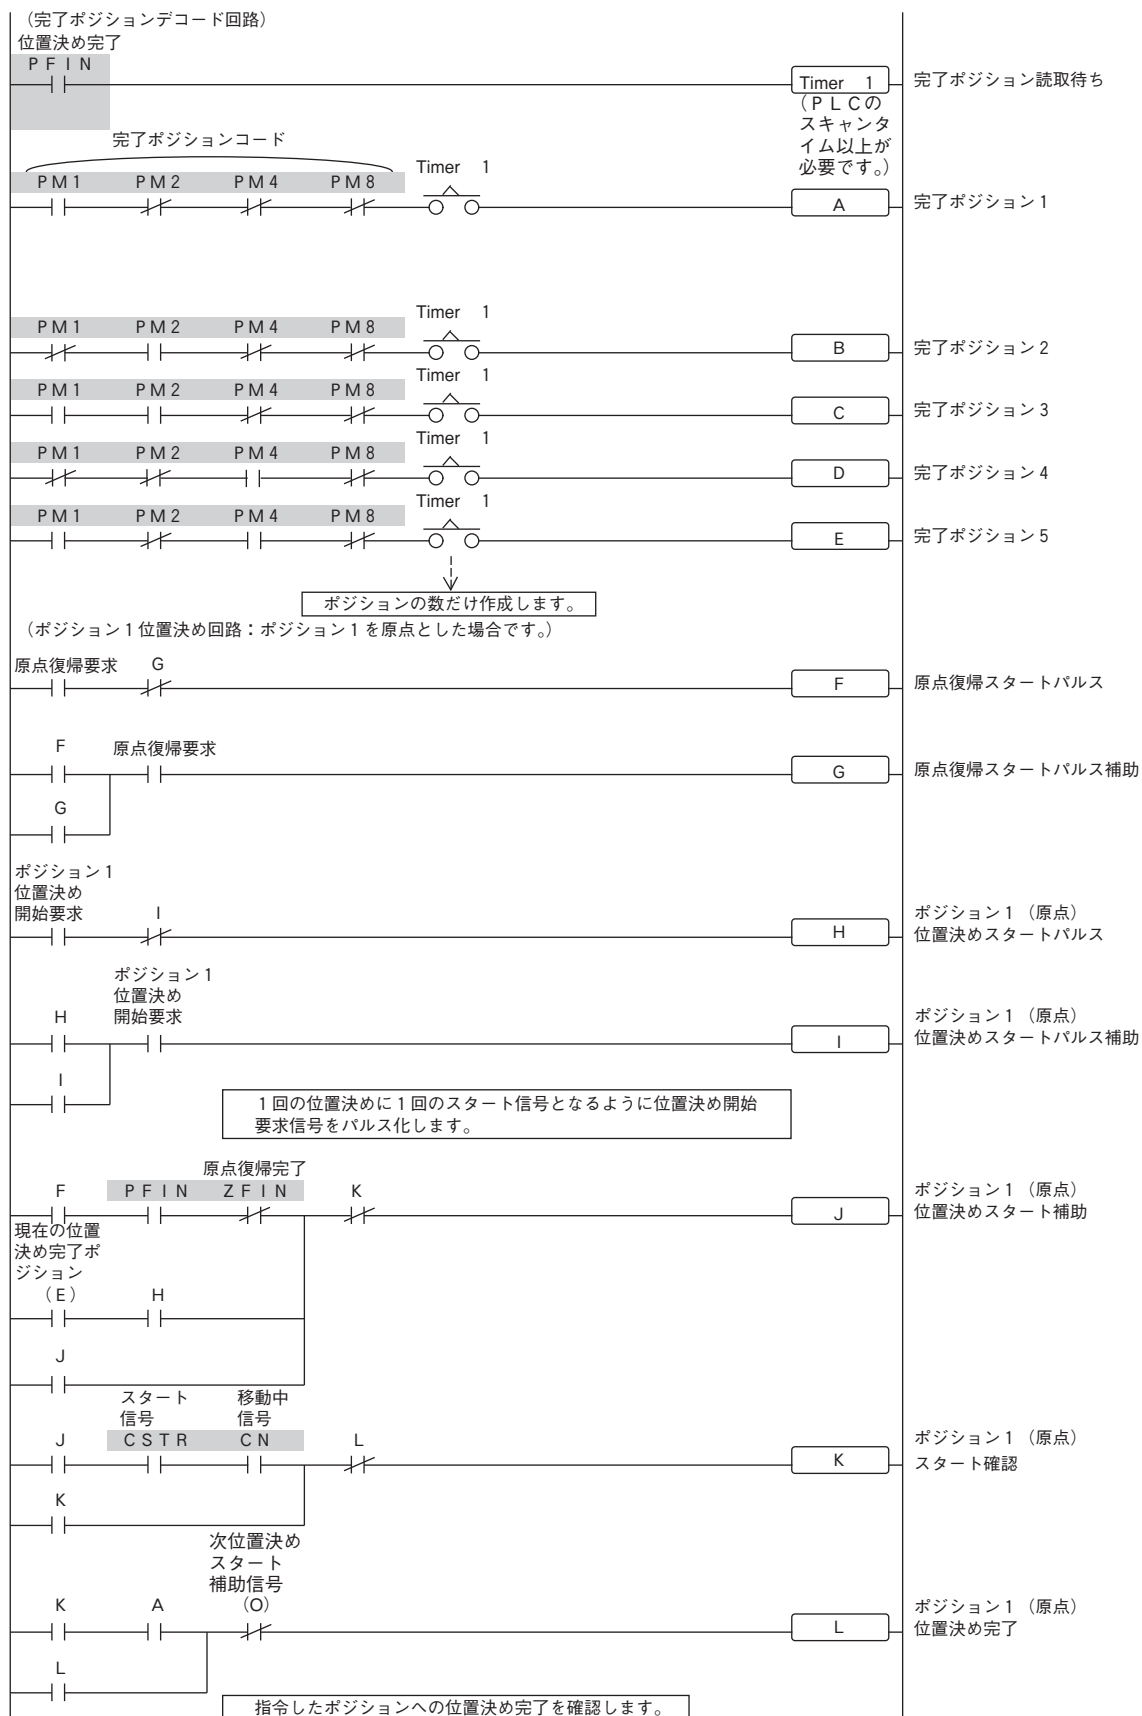 （完了ポジションデコード回路）
位置決め完了
ＰＦＩＮ
Timer 1
完了ポジション読取待ち
（ＰＬＣの
スキャンタ
イム以上が
必要です。）
完了ポジションコード
ＰＭ1 ＰＭ2 ＰＭ4 ＰＭ8 Timer 1
A
完了ポジション1
ＰＭ1 ＰＭ2 ＰＭ4 ＰＭ8 Timer 1
B
完了ポジション2
ＰＭ1 ＰＭ2 ＰＭ4 ＰＭ8 Timer 1
C
完了ポジション3
ＰＭ1 ＰＭ2 ＰＭ4 ＰＭ8 Timer 1
D
完了ポジション4
ＰＭ1 ＰＭ2 ＰＭ4 ＰＭ8 Timer 1
E
完了ポジション5
ポジションの数だけ作成します。
（ポジション1位置決め回路：ポジション1を原点とした場合です。）
原点復帰要求 G
F
原点復帰スタートパルス
F 原点復帰要求
G
原点復帰スタートパルス補助
G
ポジション1
位置決め
開始要求 I
H
ポジション1（原点）
位置決めスタートパルス
ポジション1
位置決め
H 開始要求
I
ポジション1（原点）
位置決めスタートパルス補助
I
1回の位置決めに1回のスタート信号となるように位置決め開始
要求信号をパルス化します。
原点復帰完了
F ＰＦＩＮ ＺＦＩＮ K
J
ポジション1（原点）
位置決めスタート補助
現在の位置
決め完了ポ
ジション
（E） H
J
スタート 移動中
信号 信号
J ＣＳＴＲ ＣＮ L
K
ポジション1（原点）
スタート確認
K
次位置決め
スタート
補助信号
K A （O）
L
ポジション1（原点）
位置決め完了
L
指令したポジションへの位置決め完了を確認します。